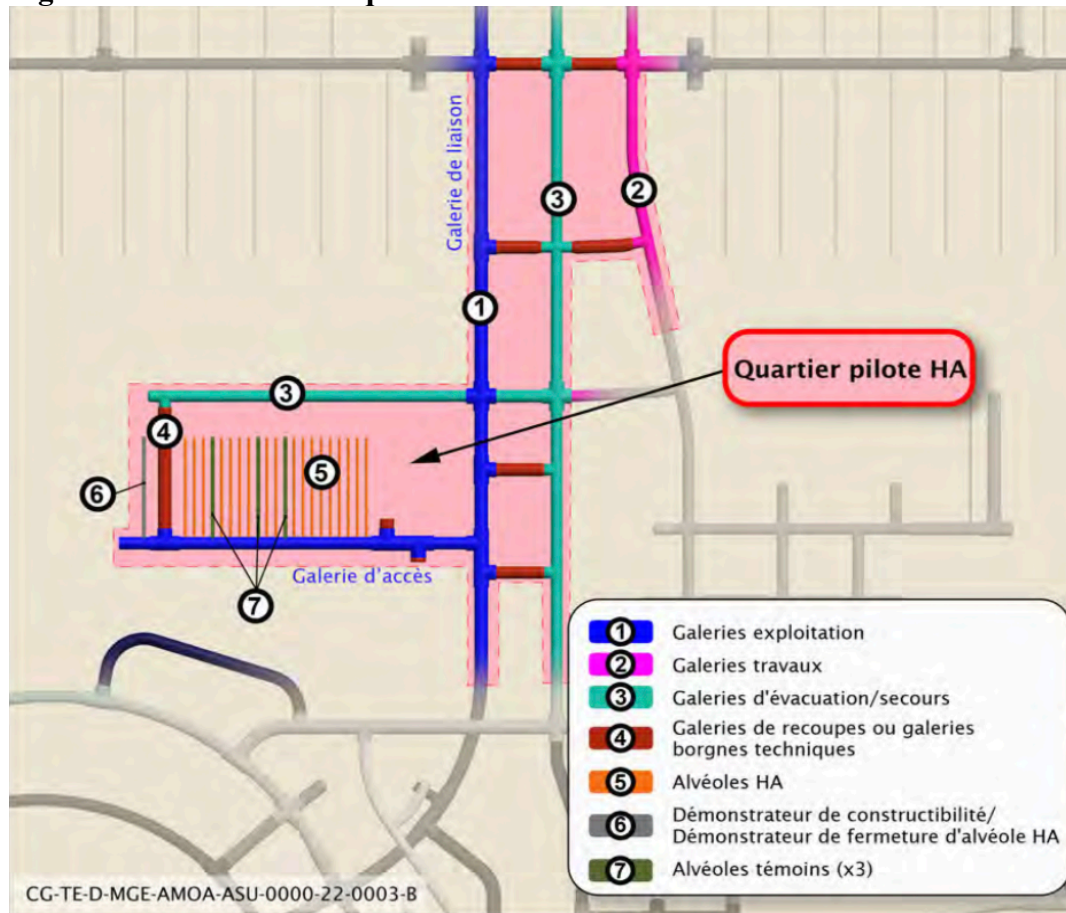 Galerie de liaison
2
3
1
Quartier pilote HA
3
4
5
6
Galerie d'accès
7
1 Galeries exploitation
2 Galeries travaux
3 Galeries d'évacuation/secours
4 Galeries de recoupes ou galeries
borgnes techniques
5 Alvéoles HA
6 Démonstrateur de constructibilité/
Démonstrateur de fermeture d'alvéole HA
7 Alvéoles témoins (x3)
CG-TE-D-MGE-AMOA-ASU-0000-22-0003-B